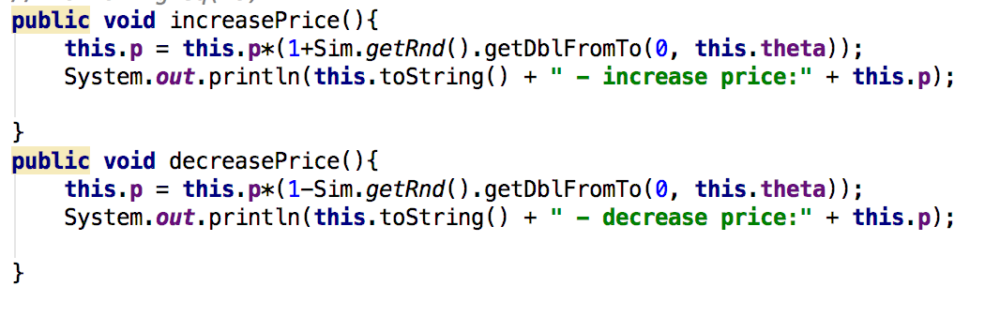 public void increasePrice(){
this.p = this.p*(1+Sim.getRnd().getDblFromTo(0, this.theta));
System.out.println(this.toString() + " – increase price:" + this.p);
}
public void decreasePrice(){
this.p = this.p*(1-Sim.getRnd().getDblFromTo(0, this.theta));
System.out.println(this.toString() + " – decrease price:" + this.p);
}